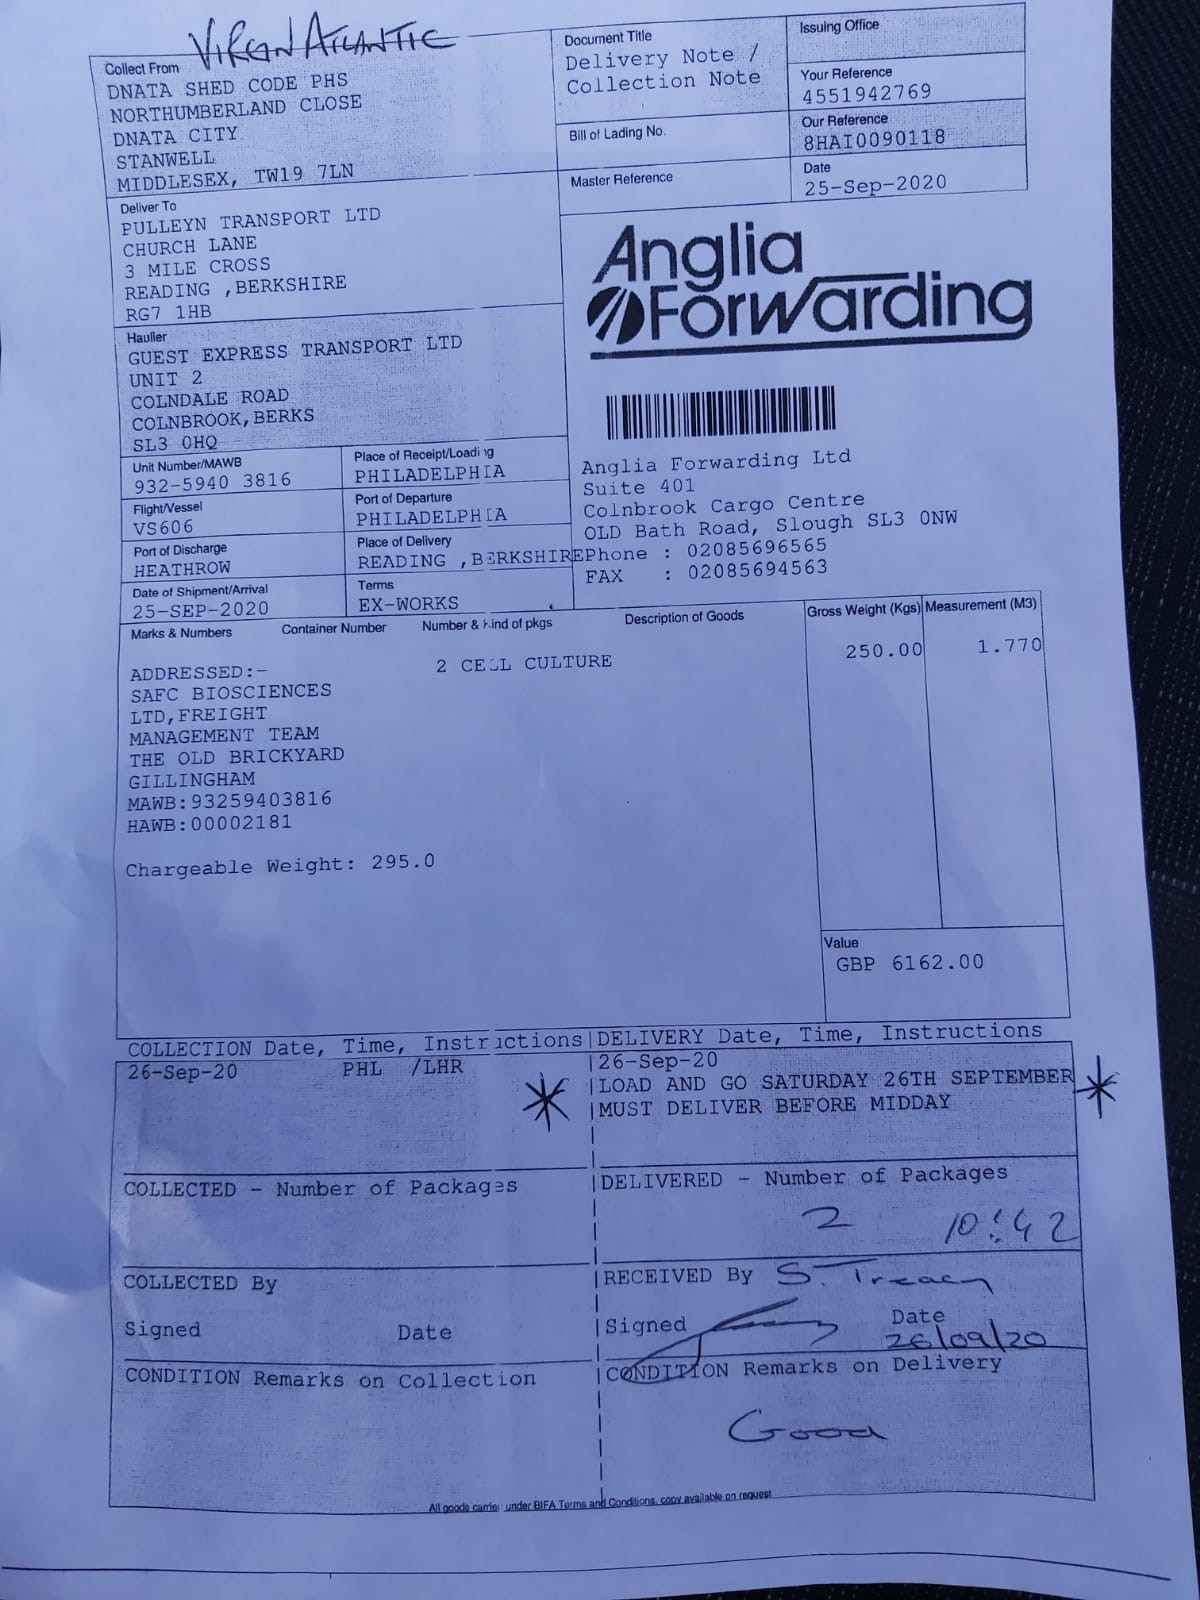 VIRGIN ATLANTIC
Collect From
DNATA SHED CODE PHS
NORTHUMBERLAND CLOSE
DNATA CITY
STANWELL
MIDDLESEX, TW19 7LN
Document Title
Delivery Note /
Collection Note
Issuing Office
Your Reference
4551942769
Bill of Lading No.
Our Reference
8HAI0090118
Master Reference
Date
25-Sep-2020
Deliver To
PULLEYN TRANSPORT LTD
CHURCH LANE
3 MILE CROSS
READING ,BERKSHIRE
RG7 1HB
Anglia
Forwarding
Haulier
GUEST EXPRESS TRANSPORT LTD
UNIT 2
COLNDALE ROAD
COLNBROOK,BERKS
SL3 0HQ
Unit Number/MAWB
932-5940 3816
Place of Receipt/Loading
PHILADELPHIA
Flight/Vessel
VS606
Port of Departure
PHILADELPHIA
Port of Discharge
HEATHROW
Place of Delivery
READING ,BERKSHIRE
Date of Shipment/Arrival
25-SEP-2020
Terms
EX-WORKS
Anglia Forwarding Ltd
Suite 401
Colnbrook Cargo Centre
OLD Bath Road, Slough SL3 0NW
Phone : 02085696565
FAX : 02085694563
Marks & Numbers Container Number Number & kind of pkgs Description of Goods Gross Weight (Kgs) Measurement (M3)
2 CELL CULTURE 250.00 1.770
ADDRESSED:-
SAFC BIOSCIENCES
LTD,FREIGHT
MANAGEMENT TEAM
THE OLD BRICKYARD
GILLINGHAM
MAWB:93259403816
HAWB:00002181
Chargeable Weight: 295.0
Value
GBP 6162.00
COLLECTION Date, Time, Instructions
26-Sep-20 PHL /LHR
DELIVERY Date, Time, Instructions
26-Sep-20
LOAD AND GO SATURDAY 26TH SEPTEMBER
MUST DELIVER BEFORE MIDDAY
COLLECTED - Number of Packages
DELIVERED - Number of Packages
2 10:42
COLLECTED By
Signed Date
RECEIVED By S. Treacy
Signed Date
26/09/20
CONDITION Remarks on Collection
CONDITION Remarks on Delivery
Good
All goods carried under BIFA Terms and Conditions, copy available on request